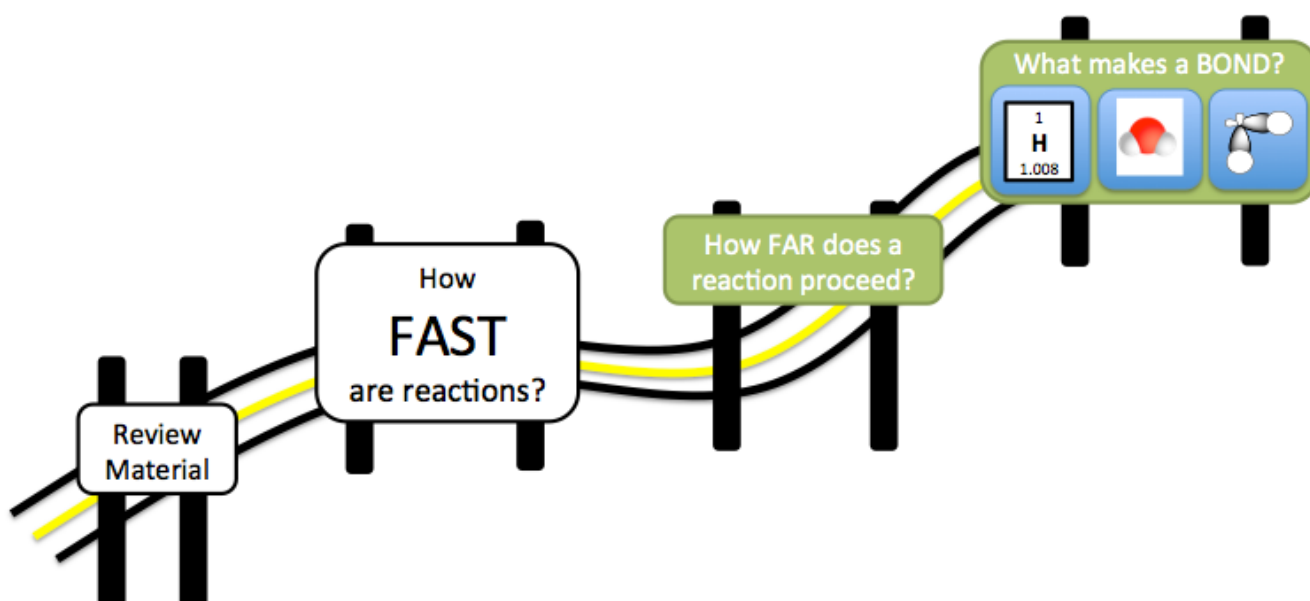 What makes a BOND?
1
H
1.008
How FAR does a
reaction proceed?
How
FAST
are reactions?
Review
Material